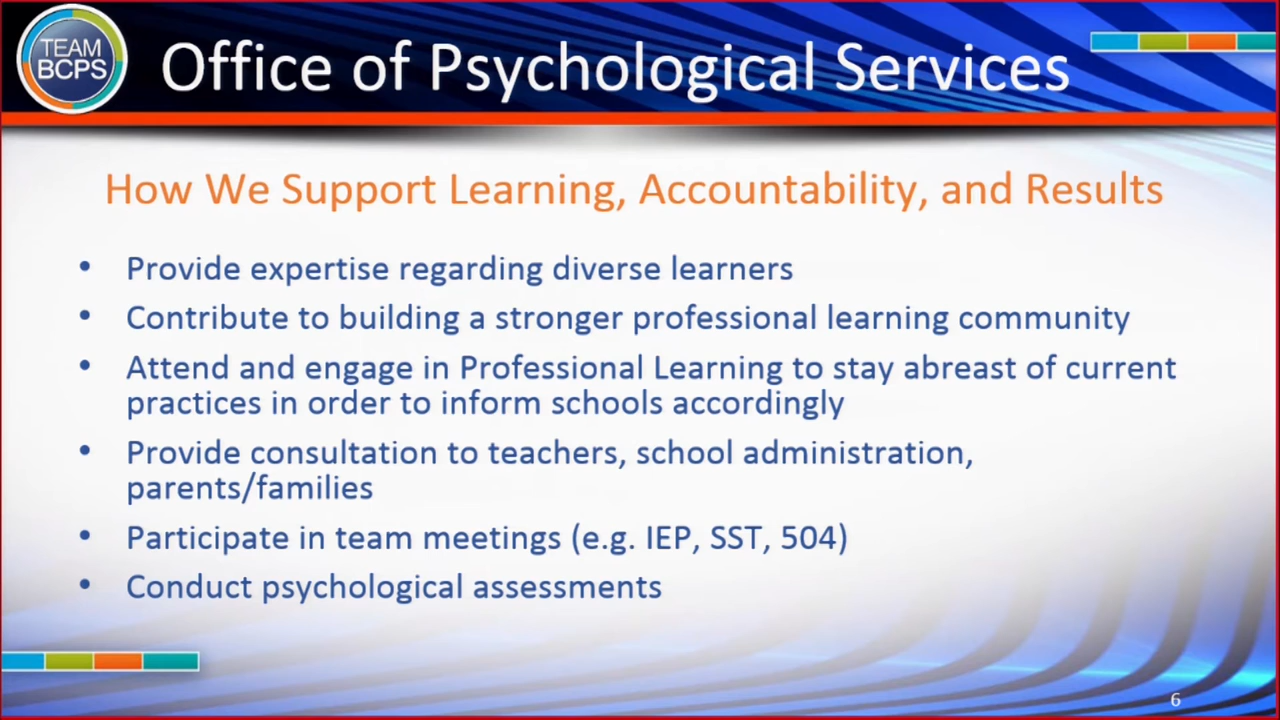 TEAM
BCPS
Office of Psychological Services
How We Support Learning, Accountability, and Results
• Provide expertise regarding diverse learners
• Contribute to building a stronger professional learning community
• Attend and engage in Professional Learning to stay abreast of current
practices in order to inform schools accordingly
• Provide consultation to teachers, school administration,
parents/families
• Participate in team meetings (e.g. IEP, SST, 504)
• Conduct psychological assessments
6